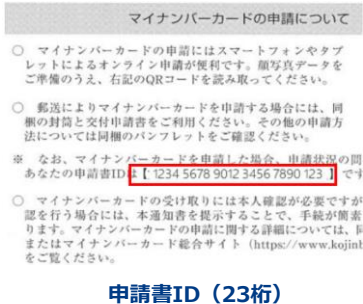 マイナンバーカードの申請について
○ マイナンバーカードの申請にはスマートフォンやタブ
レットによるオンライン申請が便利です。顔写真データを
ご準備のうえ、右記のQRコードを読み取ってください。
○ 郵送によりマイナンバーカードを申請する場合には、同
梱の封筒と交付申請書をご利用ください。その他の申請方
法については同梱のパンフレットをご確認ください。
※ なお、マイナンバーカードを申請した場合、申請状況の問
あなたの申請書IDは【 1234 5678 9012 3456 7890 123 】です
○ マイナンバーカードの受け取りには本人確認が必要ですが
認を行う場合には、本通知書を提示することで、手続が簡素
ります。マイナンバーカードの申請に関する詳細については、同
またはマイナンバーカード総合サイト（https://www.kojinb
をご覧ください。
申請書ID（23桁）